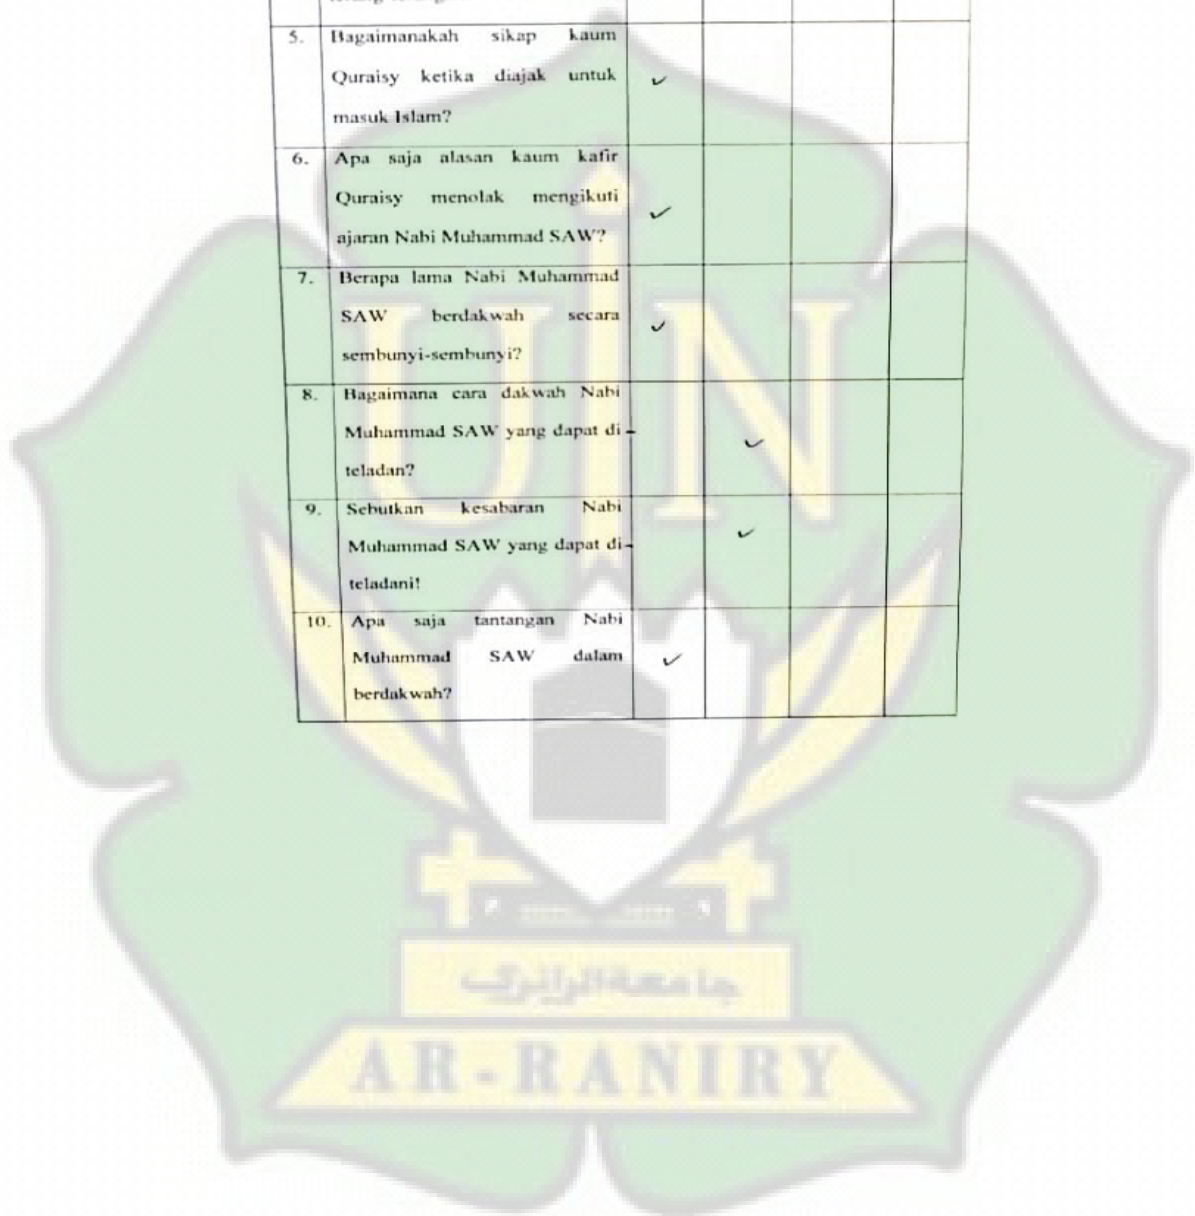 5. Bagaimanakah sikap kaum
Quraisy ketika diajak untuk
masuk Islam?
6. Apa saja alasan kaum kafir
Quraisy menolak mengikuti
ajaran Nabi Muhammad SAW?
7. Berapa lama Nabi Muhammad
SAW berdakwah secara
sembunyi-sembunyi?
8. Bagaimana cara dakwah Nabi
Muhammad SAW yang dapat di-
teladan?
9. Sebutkan kesabaran Nabi
Muhammad SAW yang dapat di-
teladani!
10. Apa saja tantangan Nabi
Muhammad SAW dalam
berdakwah?
UIN
جامعة الرانري
AR-RANIRY